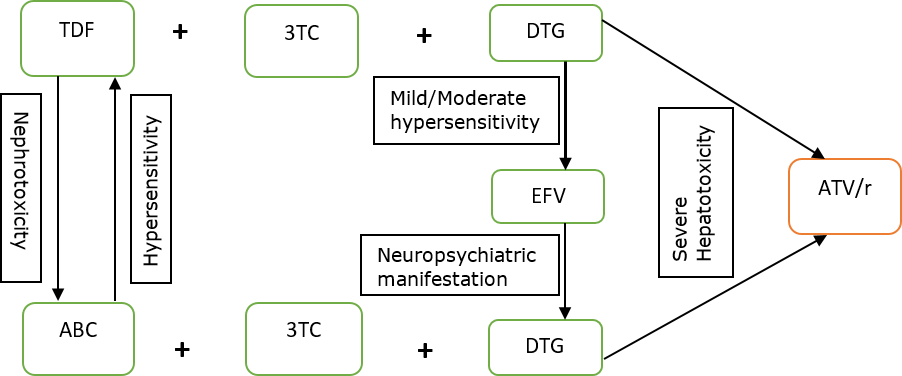 TDF
+
3TC
+
DTG
Nephrotoxicity
Hypersensitivity
Mild/Moderate
hypersensitivity
Severe
Hepatotoxicity
ATV/r
EFV
Neuropsychiatric
manifestation
ABC
+
3TC
+
DTG